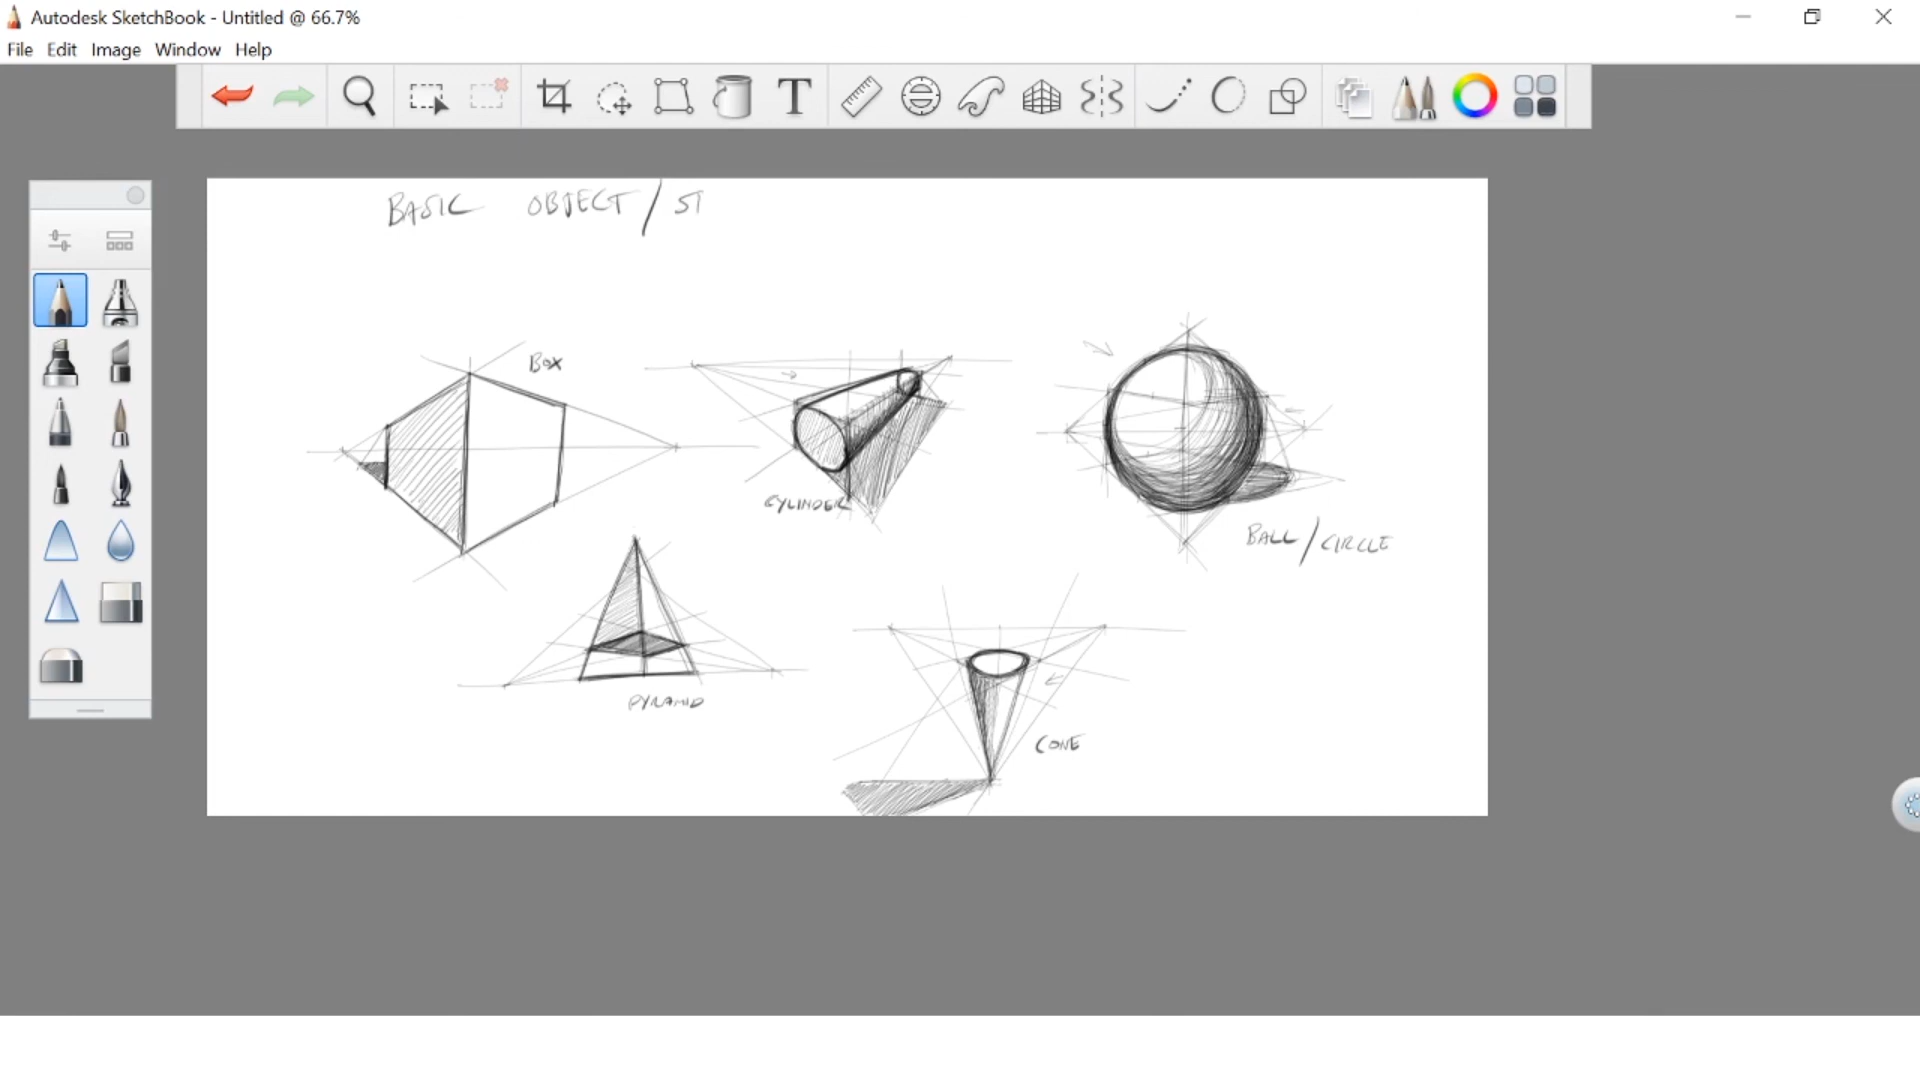 Autodesk SketchBook - Untitled @ 66.7%
File Edit Image Window Help
T
BASIC OBJECT / ST
BOX
CYLINDER
BALL / CIRCLE
PYRAMID
CONE